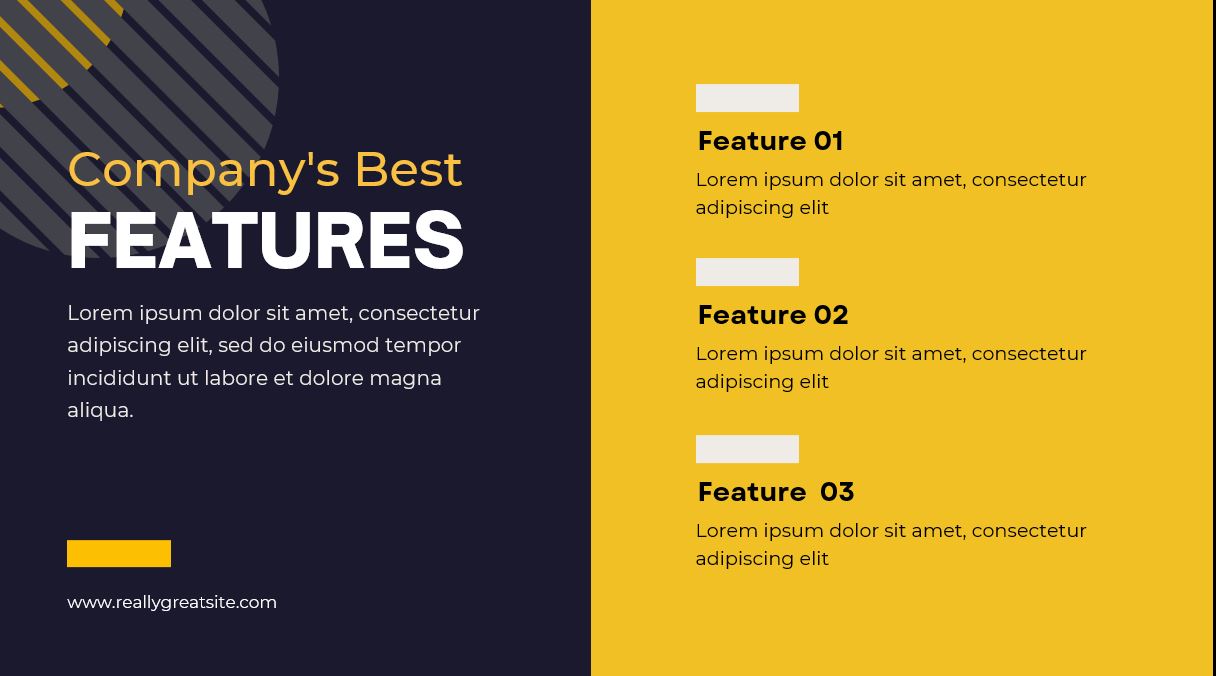 Company's Best
FEATURES
Lorem ipsum dolor sit amet, consectetur
adipiscing elit, sed do eiusmod tempor
incididunt ut labore et dolore magna
aliqua.
www.reallygreatsite.com
Feature 01
Lorem ipsum dolor sit amet, consectetur
adipiscing elit
Feature 02
Lorem ipsum dolor sit amet, consectetur
adipiscing elit
Feature 03
Lorem ipsum dolor sit amet, consectetur
adipiscing elit